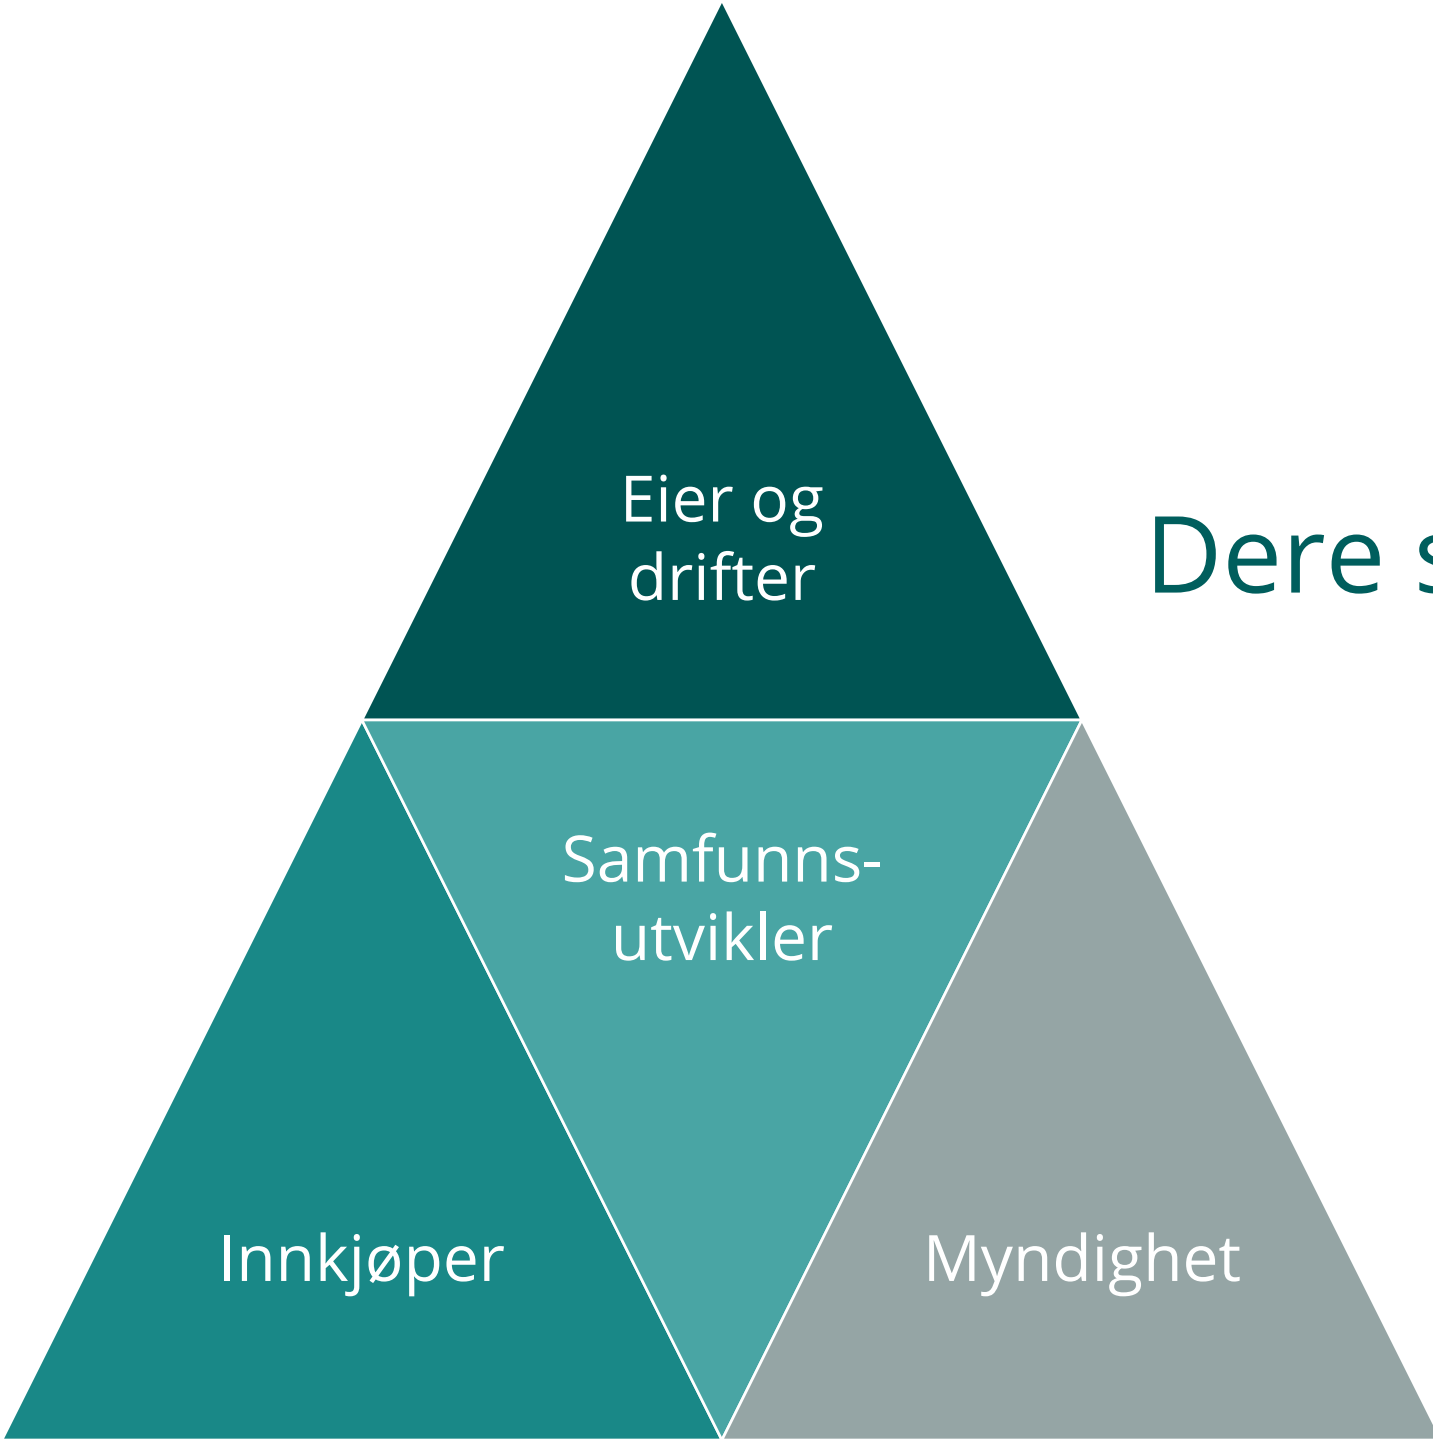 Eier og
drifter
Dere
Samfunns-
utvikler
Innkjøper
Myndighet